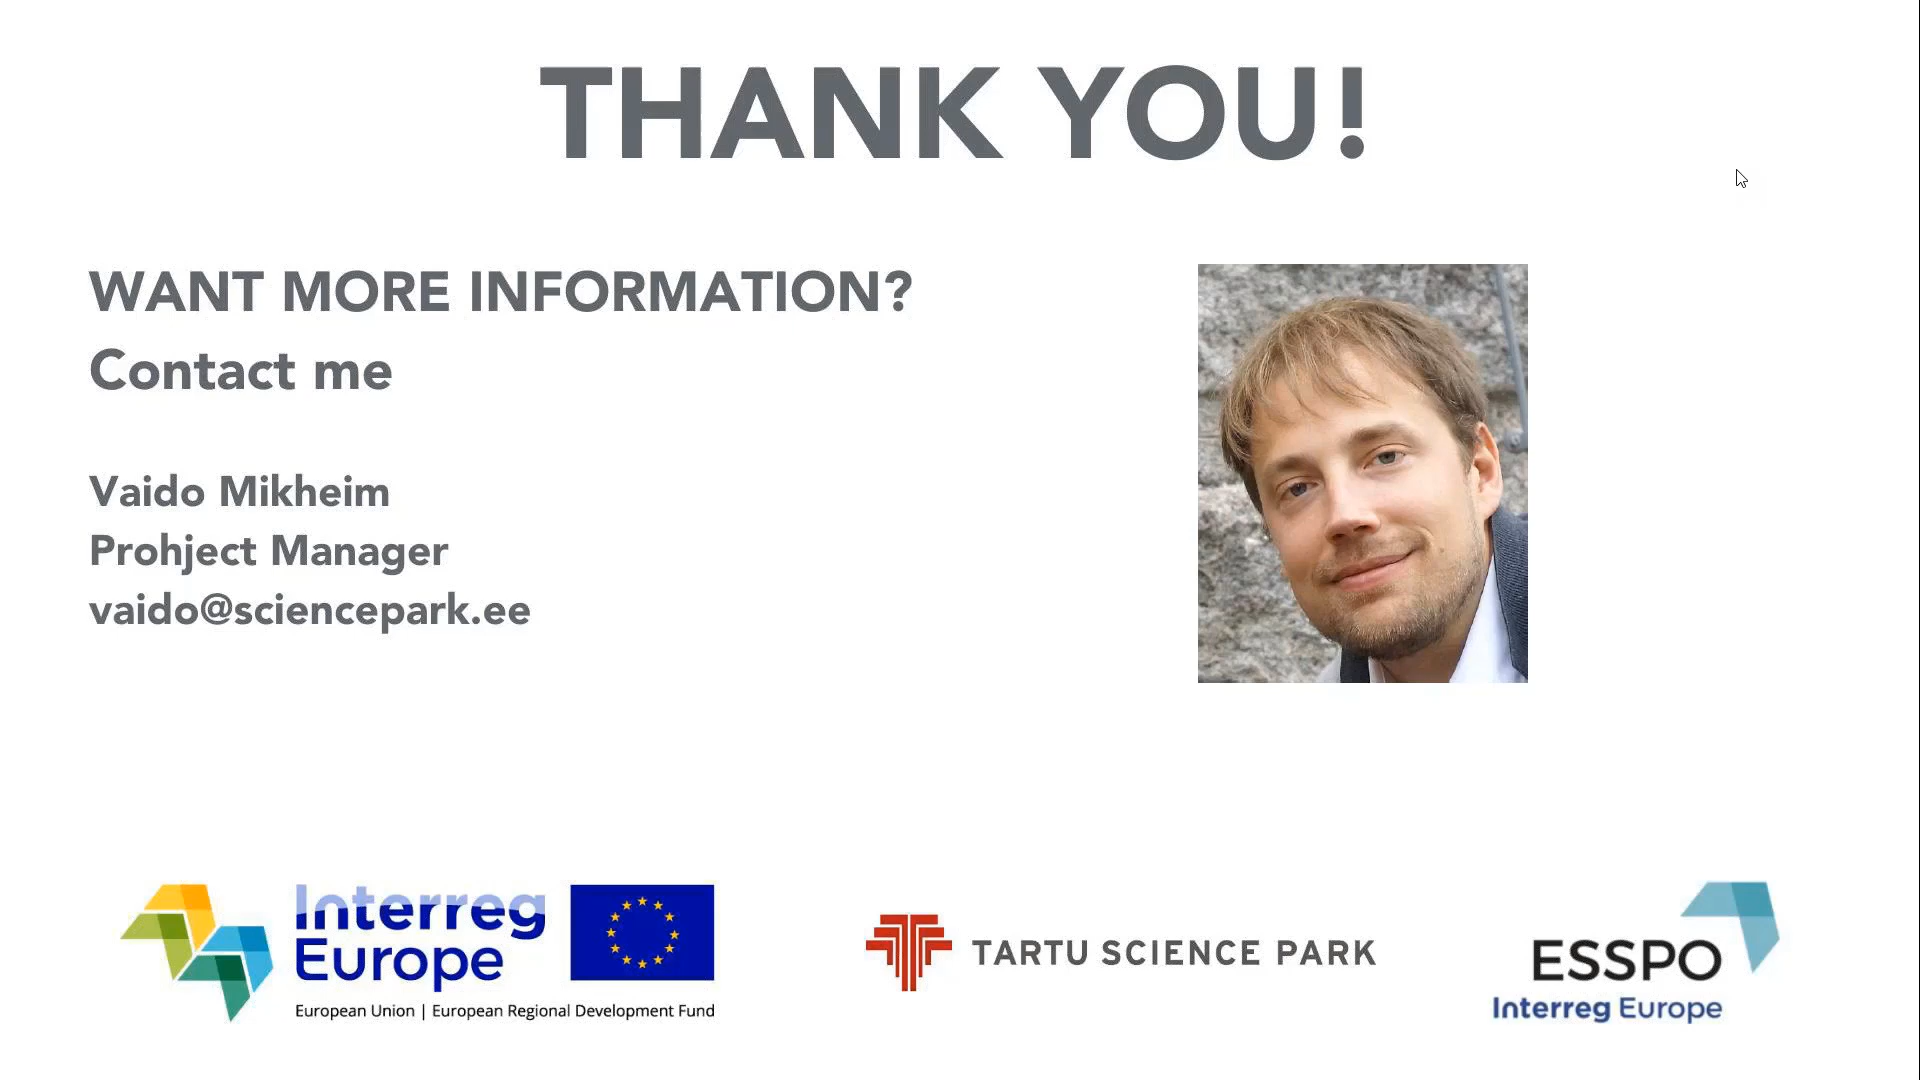 THANK YOU!
WANT MORE INFORMATION?
Contact me
Vaido Mikheim
Prohject Manager
vaido@sciencepark.ee
Interreg
Europe
European Union | European Regional Development Fund
TARTU SCIENCE PARK
ESSPO
Interreg Europe